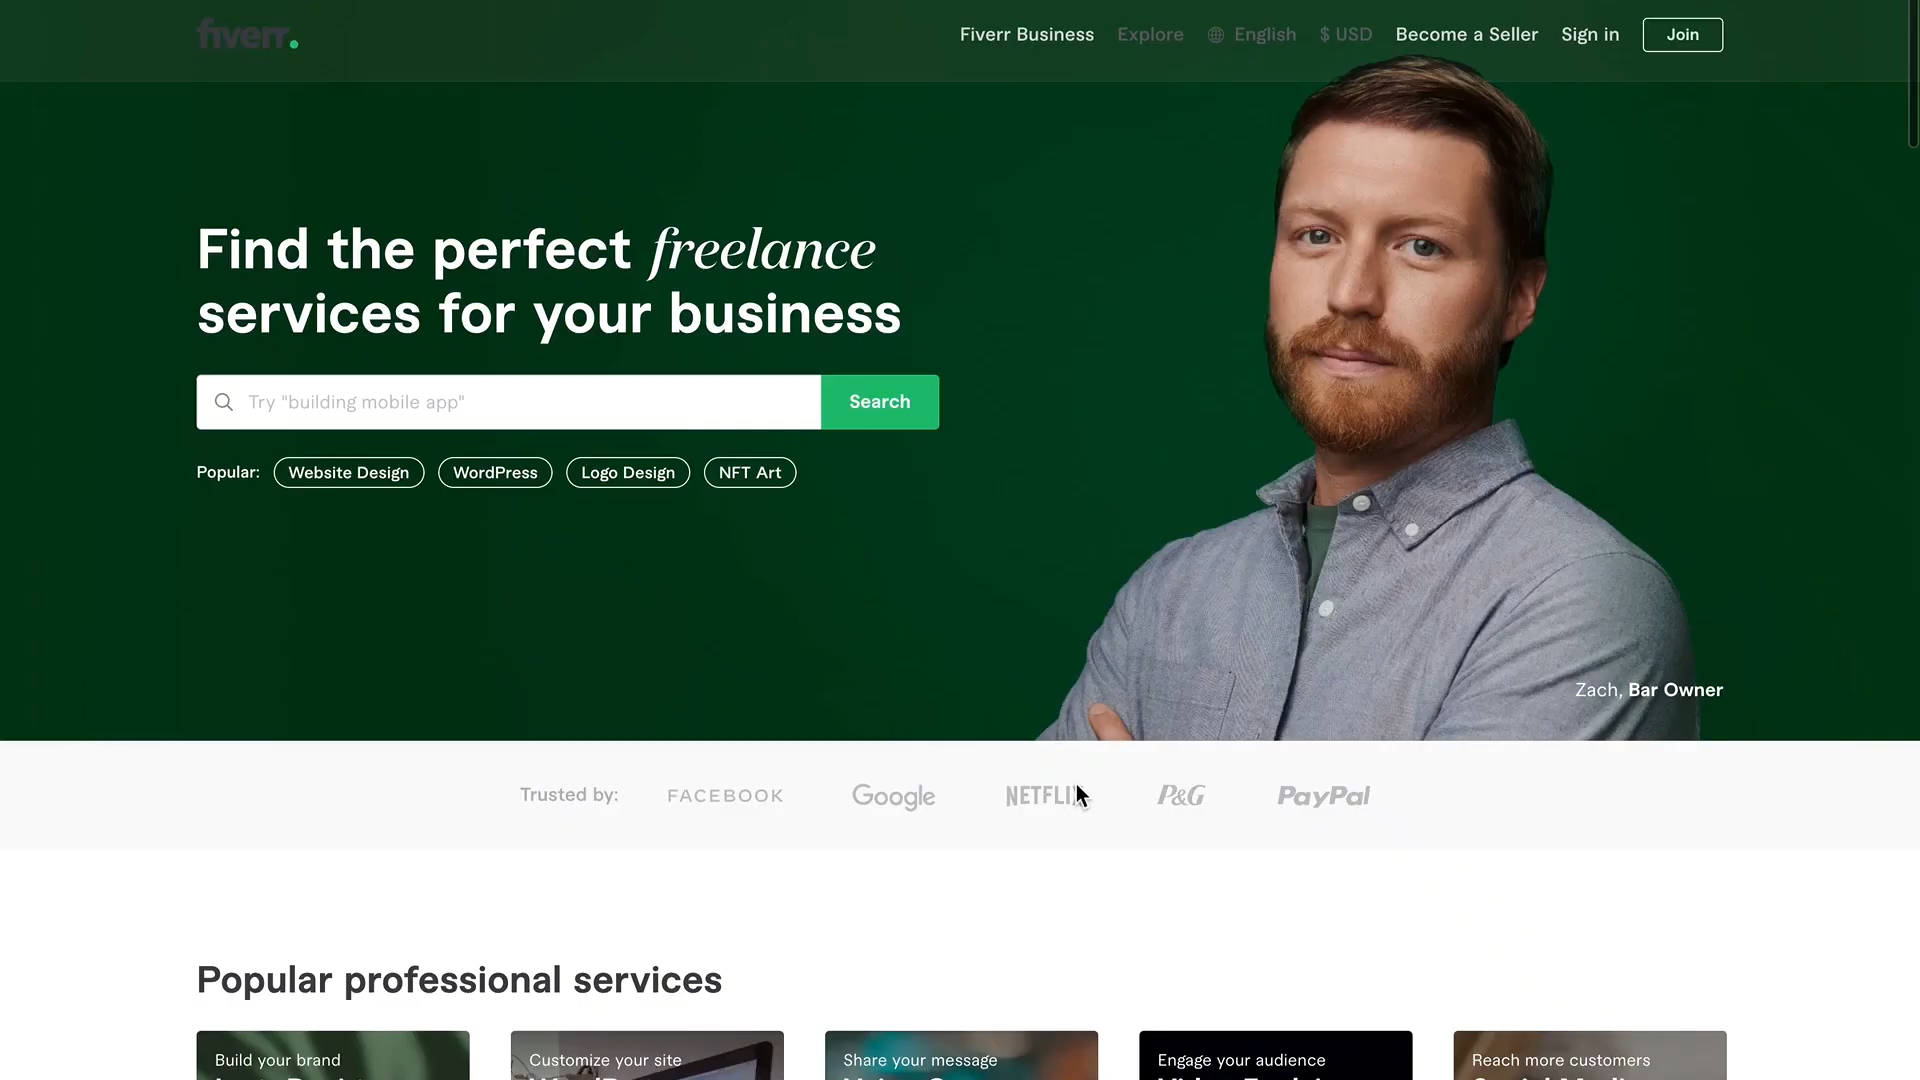 fiverr.
Fiverr Business Explore English $ USD Become a Seller Sign in Join
Find the perfect freelance
services for your business
Try "building mobile app" Search
Popular: Website Design WordPress Logo Design NFT Art
Zach, Bar Owner
Trusted by: FACEBOOK Google NETFLIX P&G PayPal
Popular professional services
Build your brand Customize your site Share your message Engage your audience Reach more customers